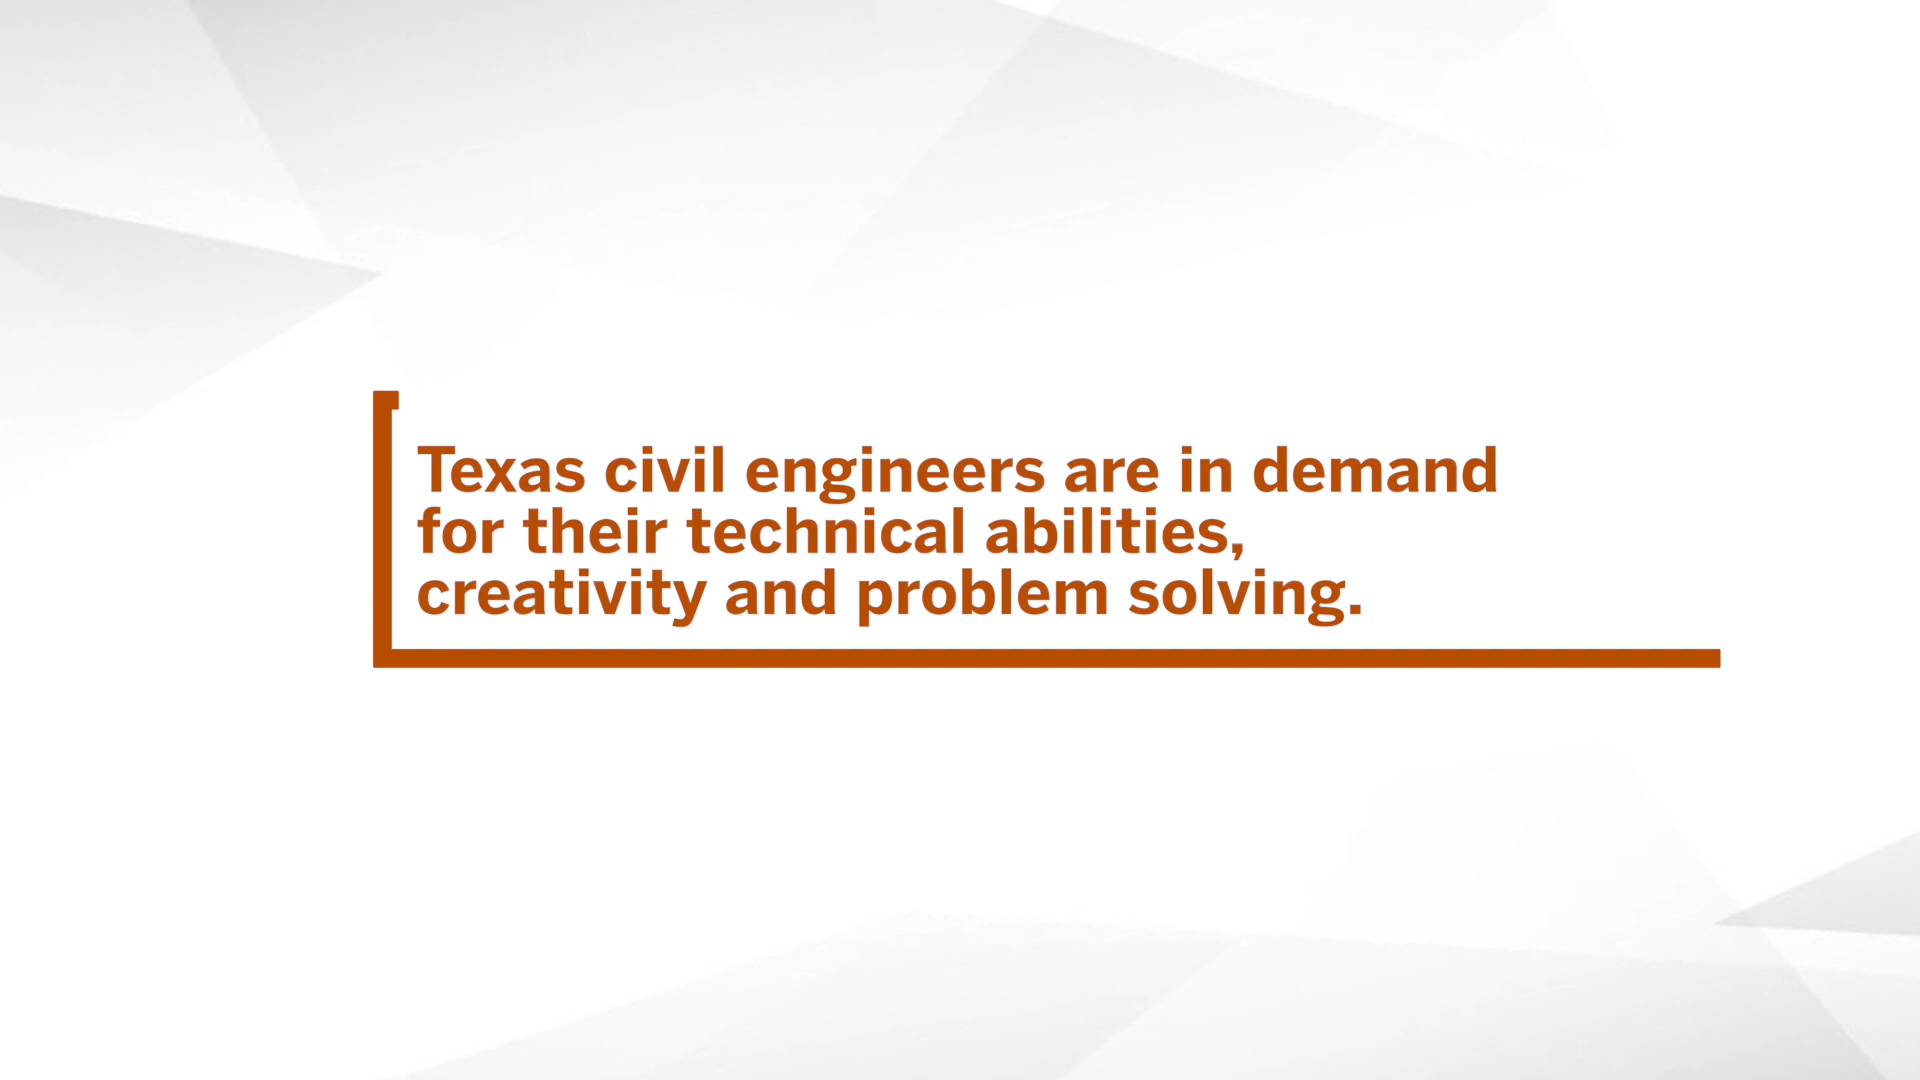 Texas civil engineers are in demand
for their technical abilities,
creativity and problem solving.